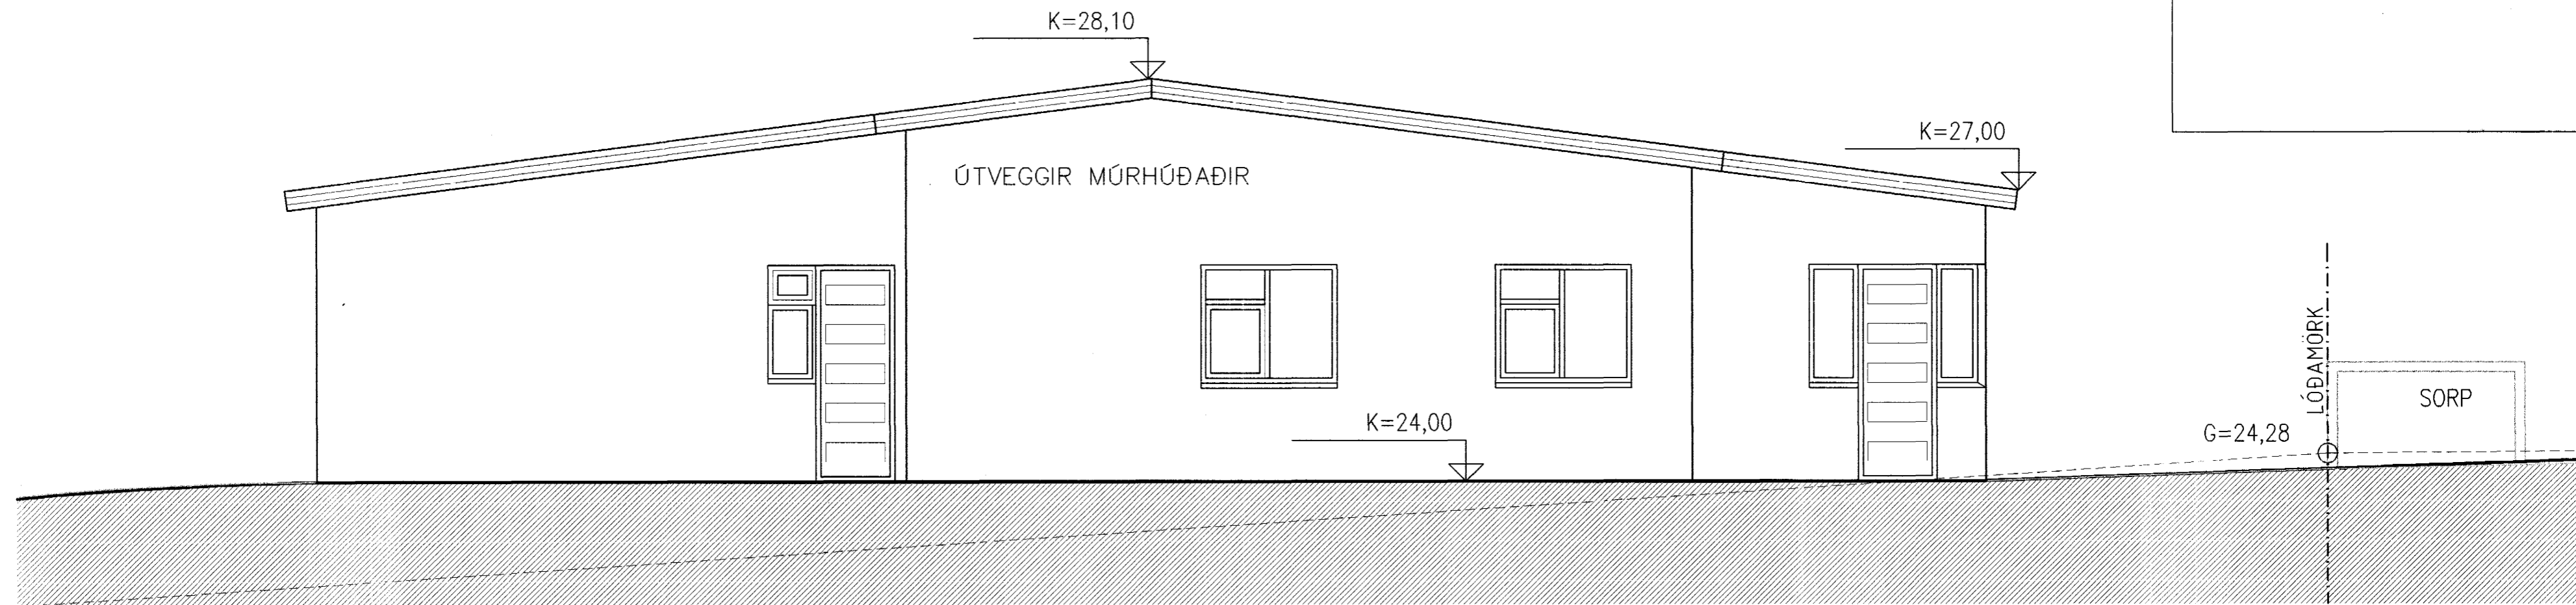 K=28,10
K=27,00
ÚTVEGGIR MÚRHÚÐAÐIR
LÓÐAMÖRK
SORP
K=24,00
G=24,28